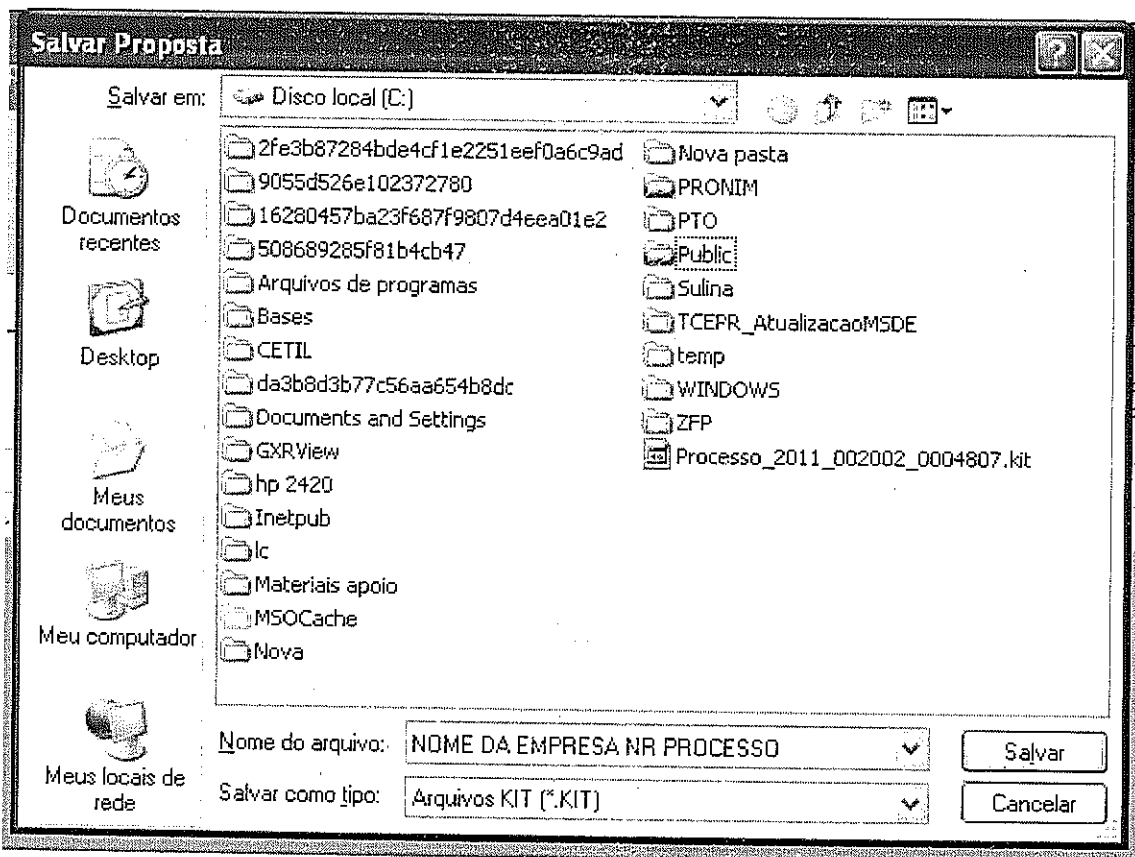 Salvar Proposta
Salvar em: Disco local (C:)
Documentos
recentes
Desktop
Meus
documentos
Meu computador
Meus locais de
rede
2fe3b87284bde4cf1e2251eef0a6c9ad
9055d526e102372780
16280457ba23f687f9807d4eea01e2
508689285f81b4cb47
Arquivos de programas
Bases
CETIL
da3b8d3b77c56aa654b8dc
Documents and Settings
GXRView
hp 2420
Inetpub
lc
Materiais apoio
MSOCache
Nova
Nova pasta
PRONIM
PTO
Public
Sulina
TCEPR_AtualizacaoMSDE
temp
WINDOWS
ZFP
Processo_2011_002002_0004807.kit
Nome do arquivo: NOME DA EMPRESA NR PROCESSO
Salvar
Salvar como tipo: Arquivos KIT (*.KIT)
Cancelar